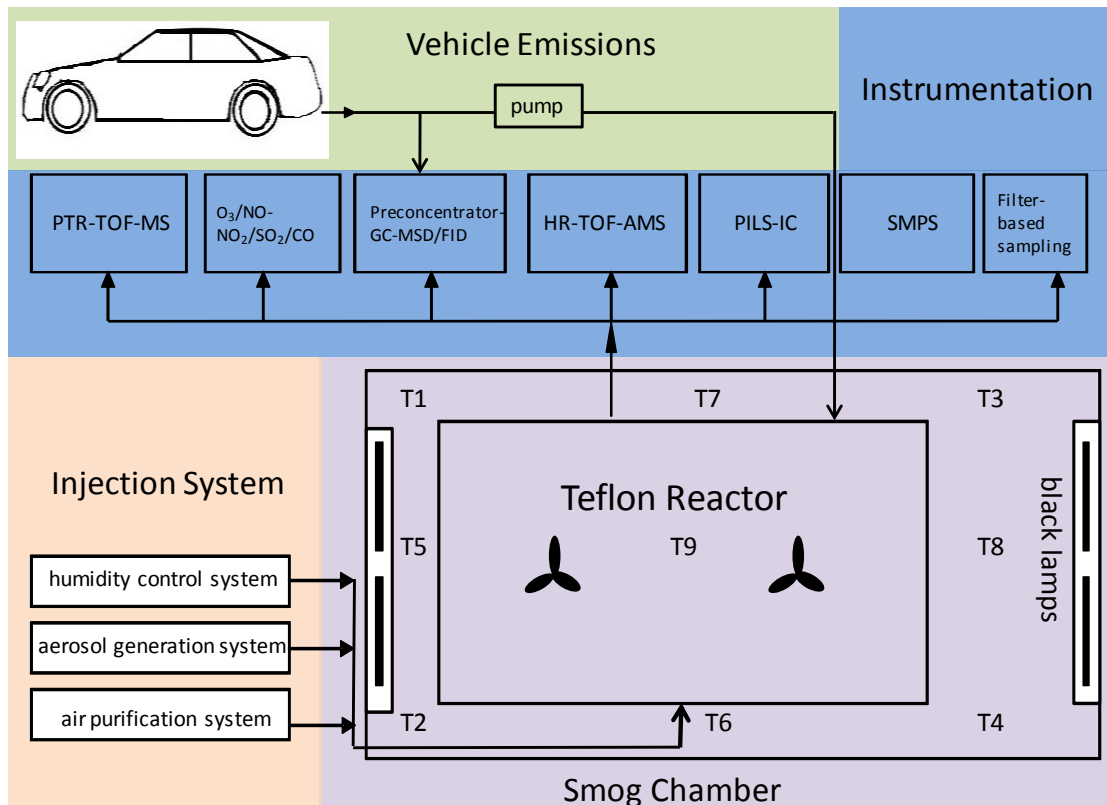 Vehicle Emissions
Instrumentation
pump
PTR-TOF-MS
O₃/NO-
NO₂/SO₂/CO
Preconcentrator-
GC-MSD/FID
HR-TOF-AMS
PILS-IC
SMPS
Filter-
based
sampling
T1
T7
T3
Injection System
Teflon Reactor
black lamps
T5
T9
T8
humidity control system
aerosol generation system
air purification system
T2
T6
T4
Smog Chamber